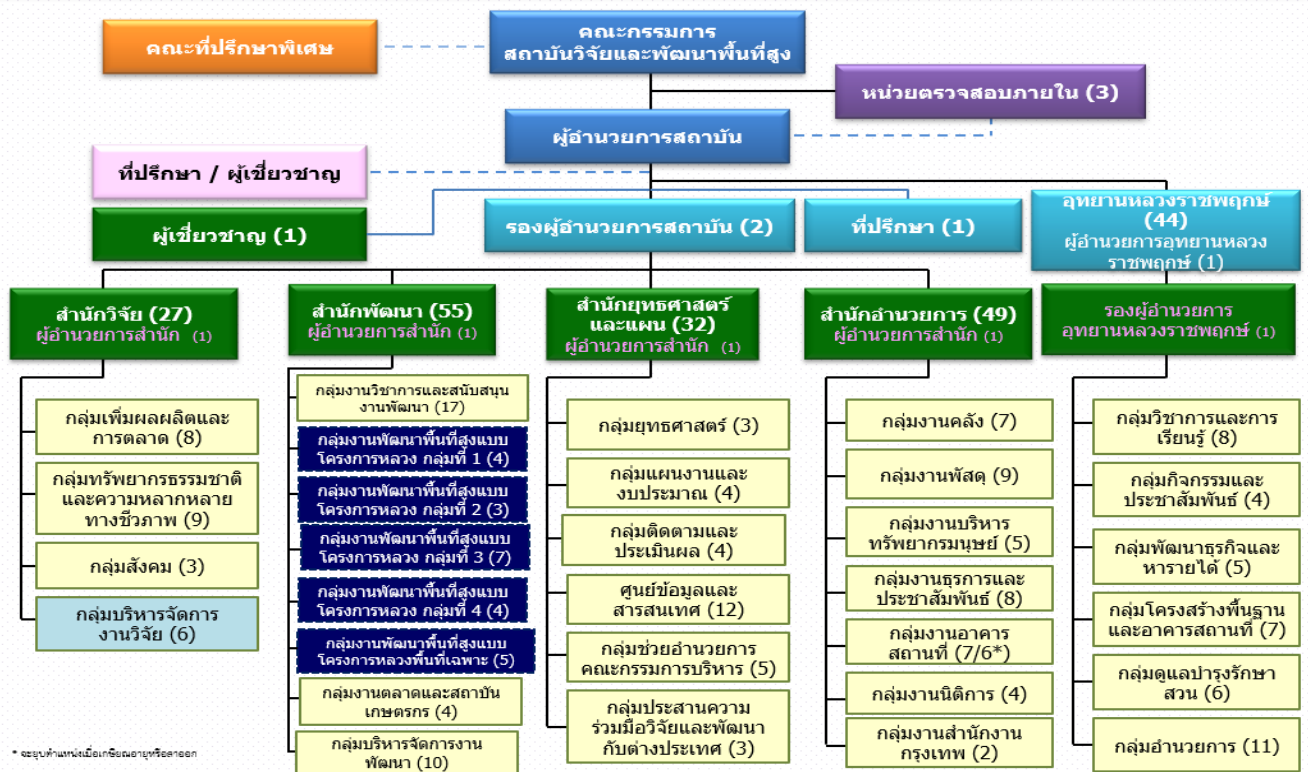 คณะที่ปรึกษาพิเศษ
คณะกรรมการ
สถาบันวิจัยและพัฒนาพื้นที่สูง
หน่วยตรวจสอบภายใน (3)
ผู้อำนวยการสถาบัน
ที่ปรึกษา / ผู้เชี่ยวชาญ
ผู้เชี่ยวชาญ (1)
รองผู้อำนวยการสถาบัน (2)
ที่ปรึกษา (1)
อุทยานหลวงราชพฤกษ์
(44)
ผู้อำนวยการอุทยานหลวง
ราชพฤกษ์ (1)
สำนักวิจัย (27)
ผู้อำนวยการสำนัก (1)
กลุ่มเพิ่มผลผลิตและ
การตลาด (8)
กลุ่มทรัพยากรธรรมชาติ
และความหลากหลาย
ทางชีวภาพ (9)
กลุ่มสังคม (3)
กลุ่มบริหารจัดการ
งานวิจัย (6)
สำนักพัฒนา (55)
ผู้อำนวยการสำนัก (1)
กลุ่มงานวิชาการและสนับสนุน
งานพัฒนา (17)
กลุ่มงานพัฒนาพื้นที่สูงแบบ
โครงการหลวง กลุ่มที่ 1 (4)
กลุ่มงานพัฒนาพื้นที่สูงแบบ
โครงการหลวง กลุ่มที่ 2 (3)
กลุ่มงานพัฒนาพื้นที่สูงแบบ
โครงการหลวง กลุ่มที่ 3 (7)
กลุ่มงานพัฒนาพื้นที่สูงแบบ
โครงการหลวง กลุ่มที่ 4 (4)
กลุ่มงานพัฒนาพื้นที่สูงแบบ
โครงการหลวงพื้นที่เฉพาะ (5)
กลุ่มงานตลาดและสถาบัน
เกษตรกร (4)
กลุ่มบริหารจัดการงาน
พัฒนา (10)
สำนักยุทธศาสตร์
และแผน (32)
ผู้อำนวยการสำนัก (1)
กลุ่มยุทธศาสตร์ (3)
กลุ่มแผนงานและ
งบประมาณ (4)
กลุ่มติดตามและ
ประเมินผล (4)
ศูนย์ข้อมูลและ
สารสนเทศ (12)
กลุ่มช่วยอำนวยการ
คณะกรรมการบริหาร (5)
กลุ่มประสานความ
ร่วมมือวิจัยและพัฒนา
กับต่างประเทศ (3)
สำนักอำนวยการ (49)
ผู้อำนวยการสำนัก (1)
กลุ่มงานคลัง (7)
กลุ่มงานพัสดุ (9)
กลุ่มงานบริหาร
ทรัพยากรมนุษย์ (5)
กลุ่มงานธุรการและ
ประชาสัมพันธ์ (8)
กลุ่มงานอาคาร
สถานที่ (7/6*)
กลุ่มงานนิติการ (4)
กลุ่มงานสำนักงาน
กรุงเทพ (2)
รองผู้อำนวยการ
อุทยานหลวงราชพฤกษ์ (1)
กลุ่มวิชาการและการ
เรียนรู้ (8)
กลุ่มกิจกรรมและ
ประชาสัมพันธ์ (4)
กลุ่มพัฒนาธุรกิจและ
หารายได้ (5)
กลุ่มโครงสร้างพื้นฐาน
และอาคารสถานที่ (7)
กลุ่มดูแลบำรุงรักษา
สวน (6)
กลุ่มอำนวยการ (11)
* จะยุบตำแหน่งเมื่อเกษียณอายุหรือลาออก